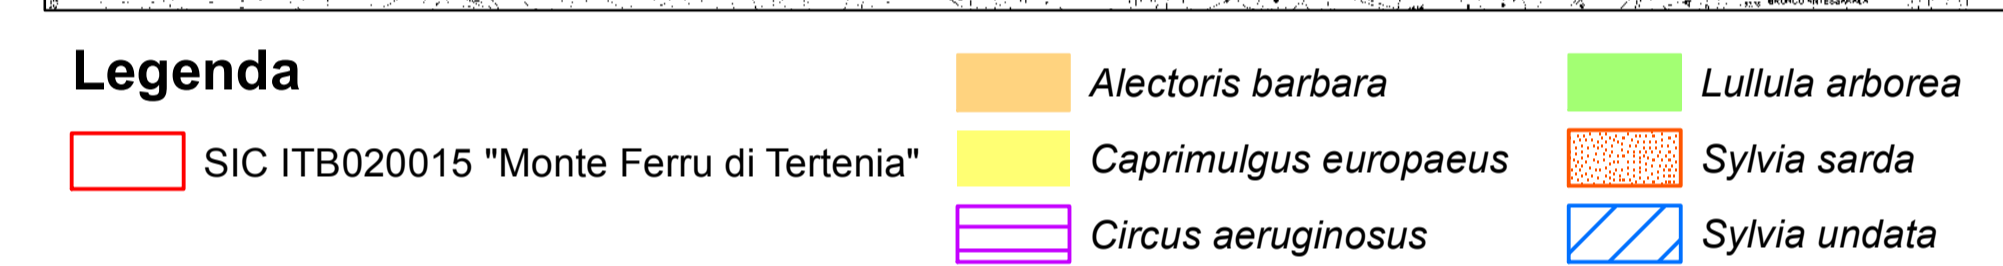 Legenda
SIC ITB020015 "Monte Ferru di Tertenia"
Alectoris barbara
Caprimulgus europaeus
Circus aeruginosus
Lullula arborea
Sylvia sarda
Sylvia undata